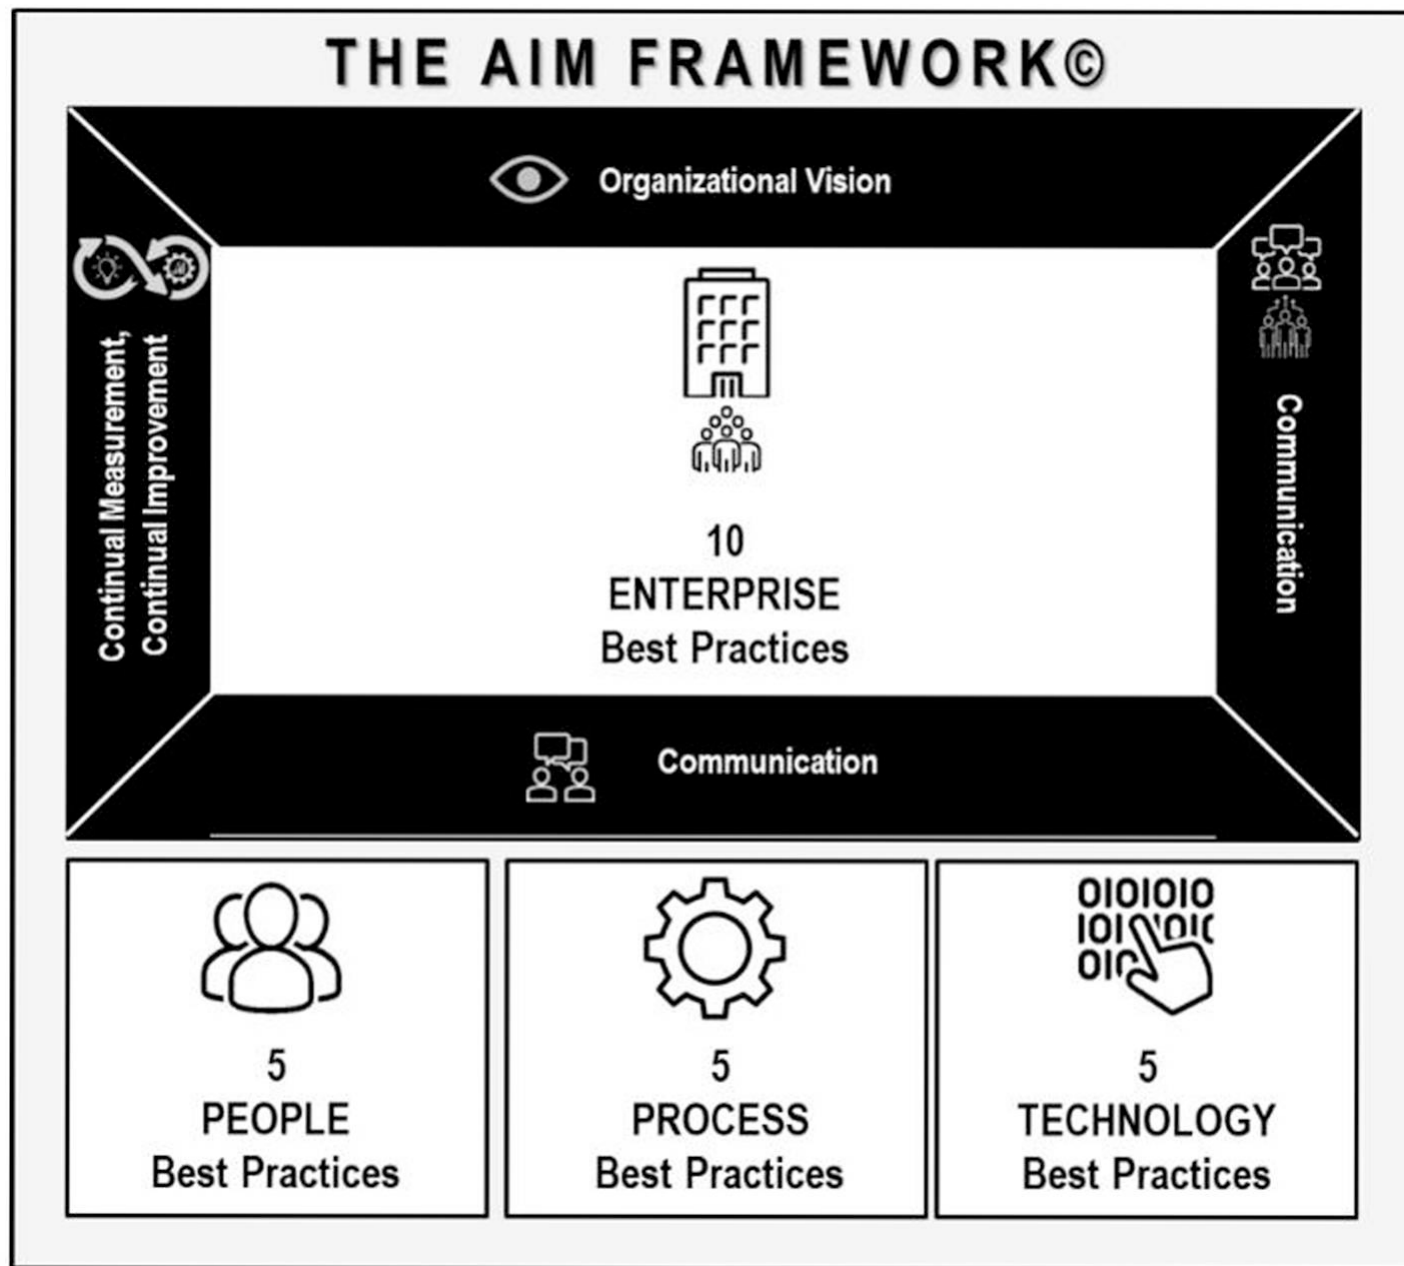 THE AIM FRAMEWORK©
Organizational Vision
Continual Measurement,
Continual Improvement
Communication
10
ENTERPRISE
Best Practices
Communication
5
PEOPLE
Best Practices
5
PROCESS
Best Practices
0101010
5
TECHNOLOGY
Best Practices